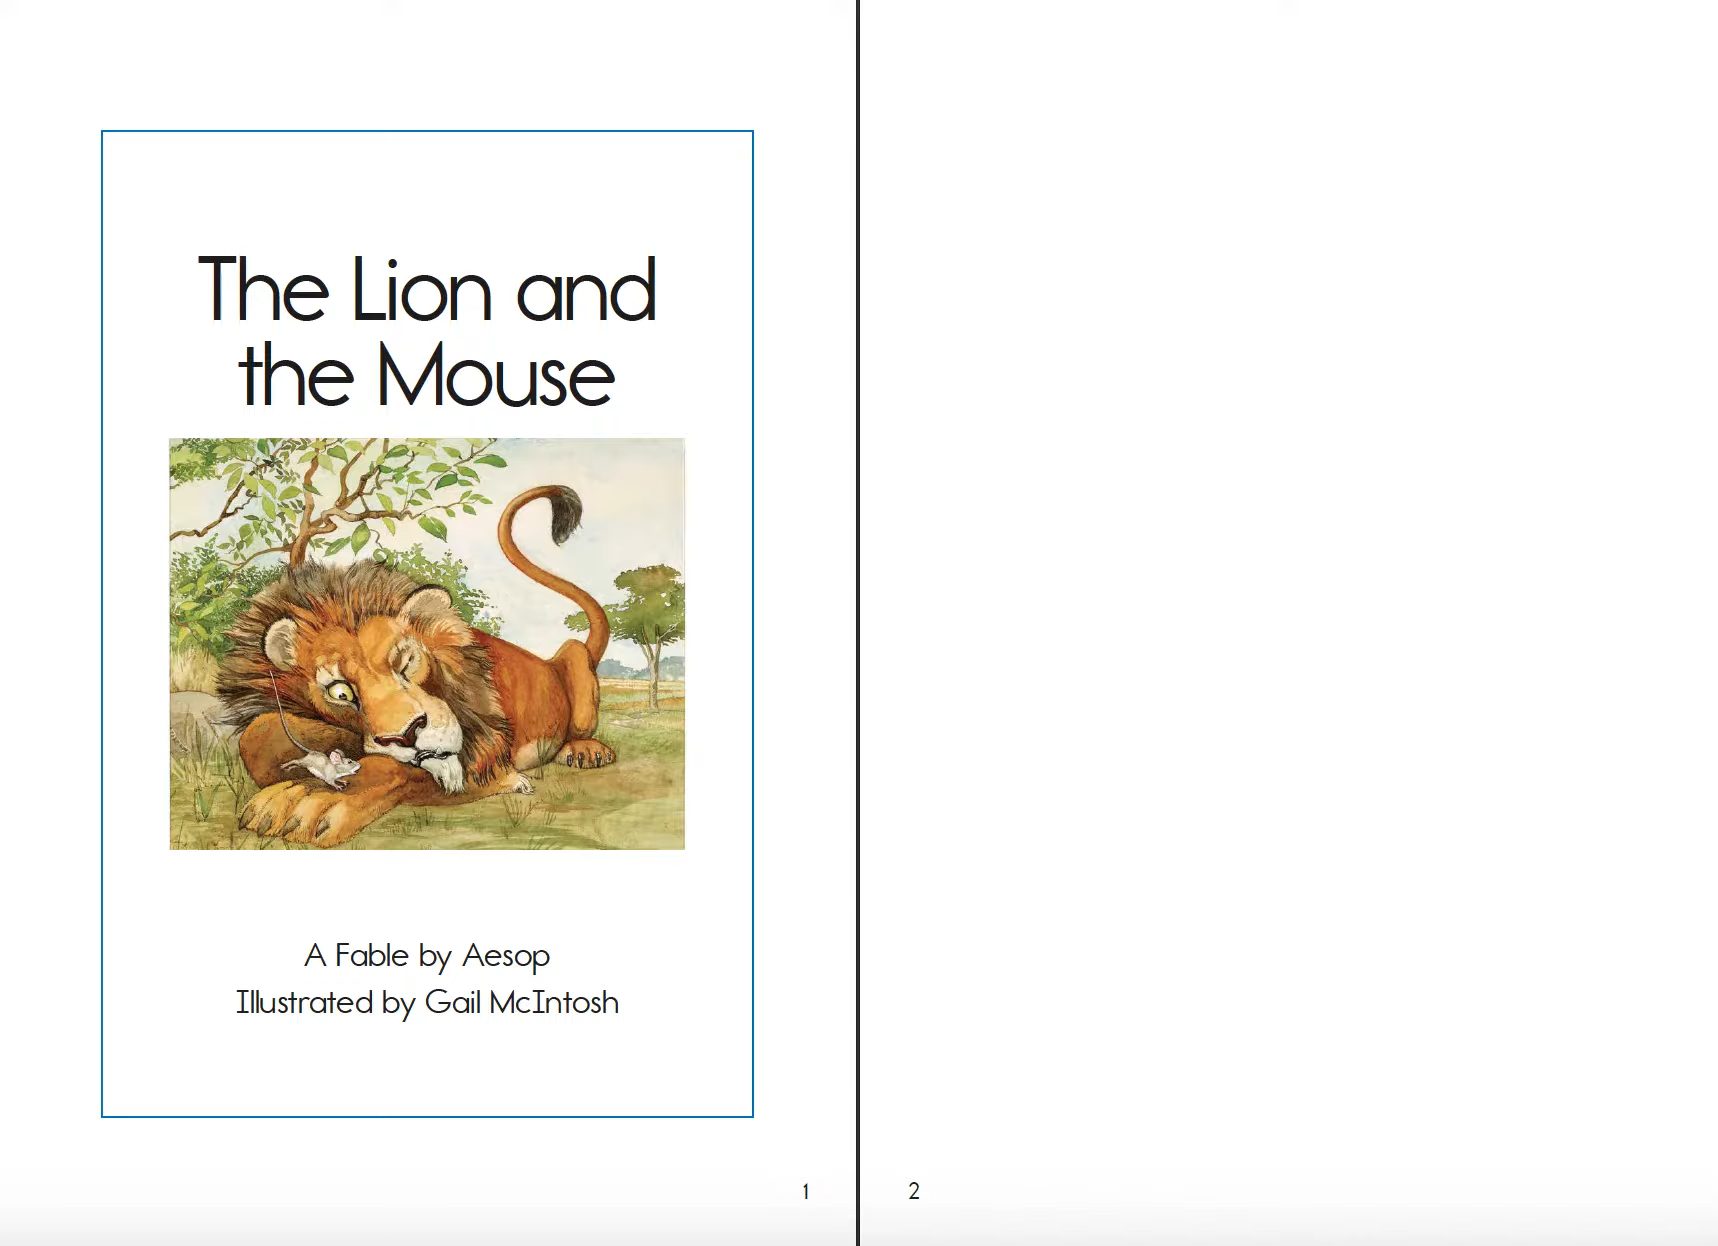 The Lion and
the Mouse
A Fable by Aesop
Illustrated by Gail McIntosh
1
2